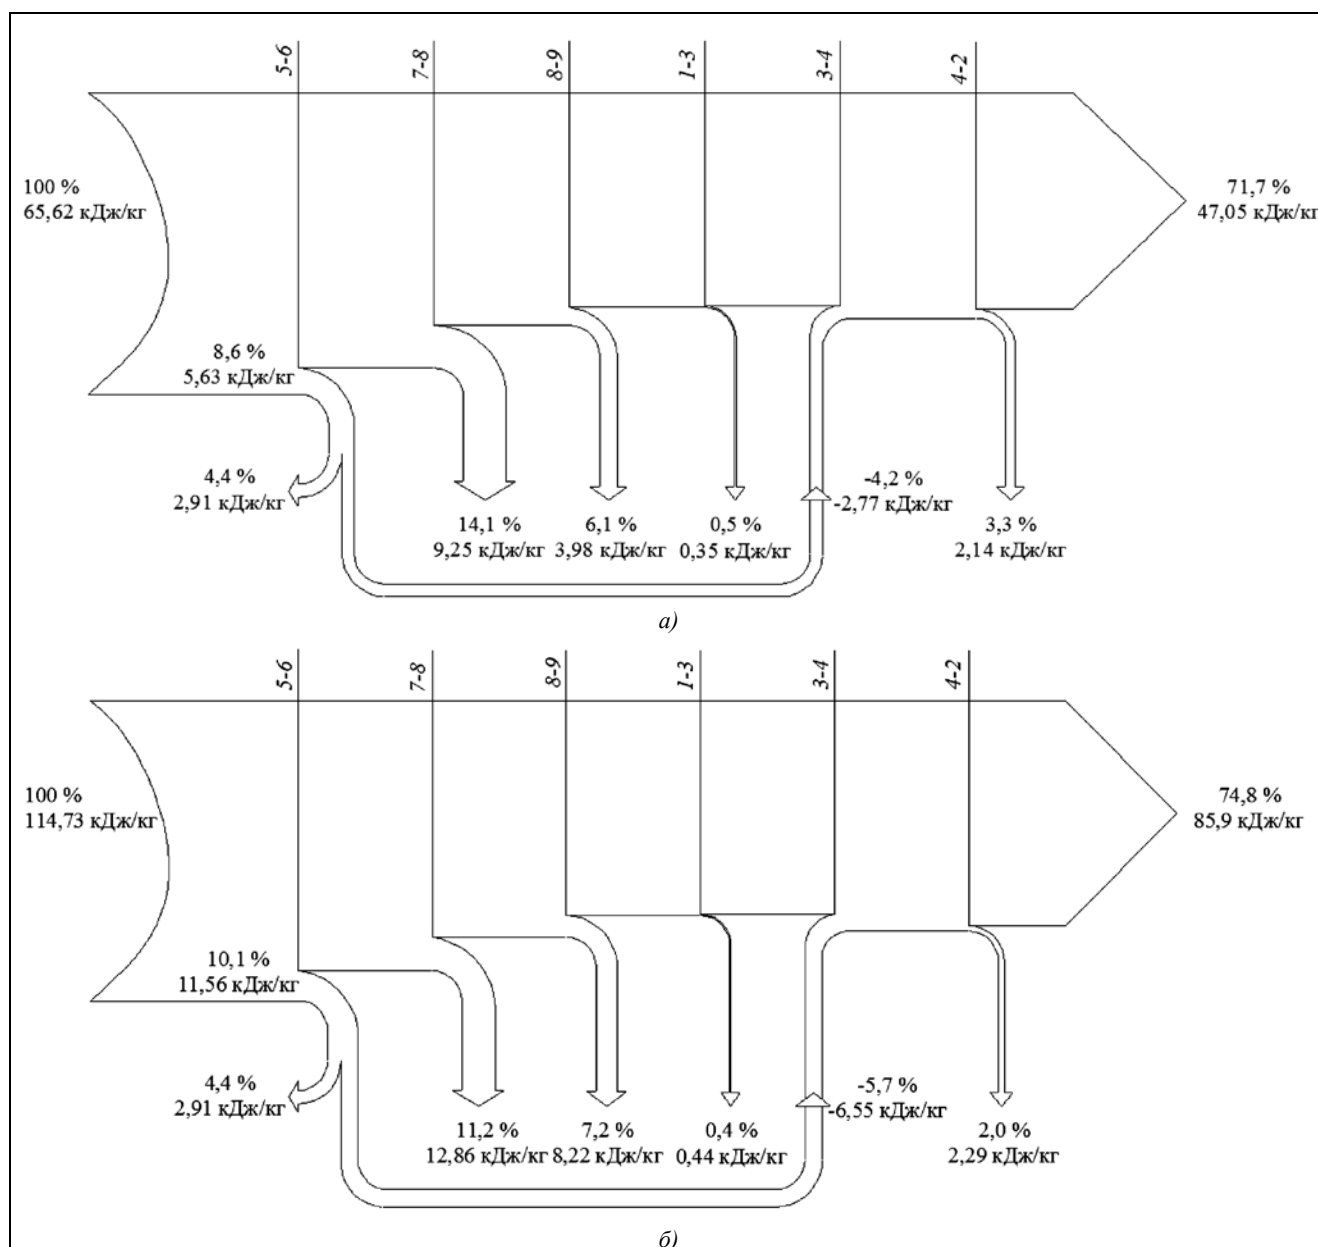 5-6
7-8
8-9
1-3
3-4
4-2
100 %
65,62 кДж/кг
71,7 %
47,05 кДж/кг
8,6 %
5,63 кДж/кг
4,4 %
2,91 кДж/кг
14,1 %
9,25 кДж/кг
6,1 %
3,98 кДж/кг
0,5 %
0,35 кДж/кг
-4,2 %
-2,77 кДж/кг
3,3 %
2,14 кДж/кг
а)
5-6
7-8
8-9
1-3
3-4
4-2
100 %
114,73 кДж/кг
74,8 %
85,9 кДж/кг
10,1 %
11,56 кДж/кг
4,4 %
2,91 кДж/кг
11,2 %
12,86 кДж/кг
7,2 %
8,22 кДж/кг
0,4 %
0,44 кДж/кг
-5,7 %
-6,55 кДж/кг
2,0 %
2,29 кДж/кг
б)